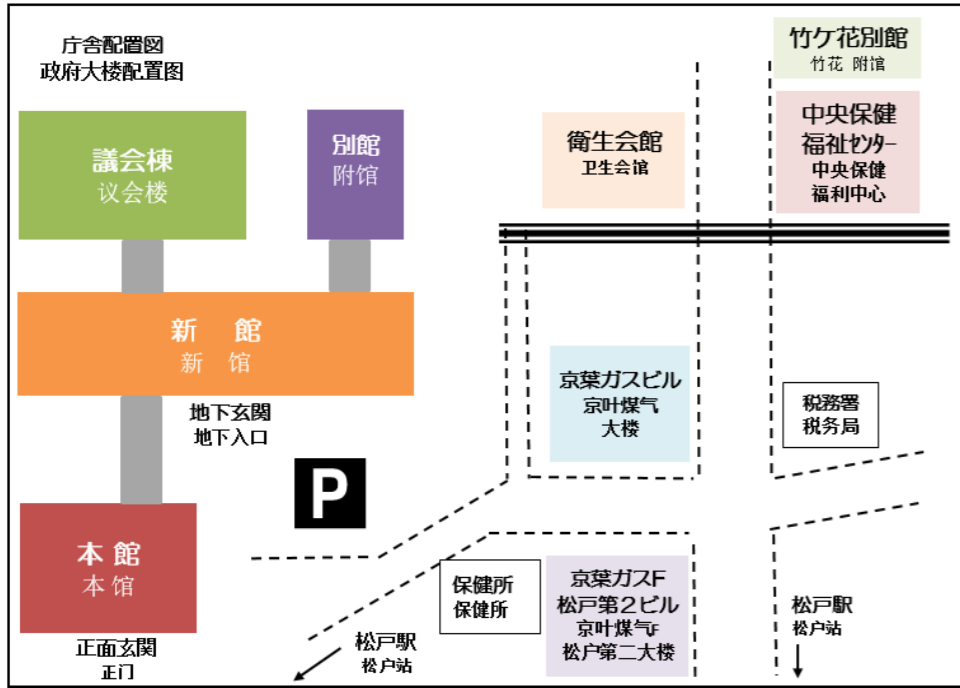 庁舎配置図
政府大楼配置图
竹ケ花別館
竹花 附馆
議会棟
议会楼
別館
附馆
衛生会館
卫生会馆
中央保健
福祉センター
中央保健
福利中心
新 館
新 馆
地下玄関
地下入口
京葉ガスビル
京叶煤气
大楼
税務署
税务局
P
本館
本馆
正面玄関
正门
保健所
保健所
京葉ガスF
松戸第2ビル
京叶煤气F
松户第二大楼
松戸駅
松户站
松戸駅
松户站